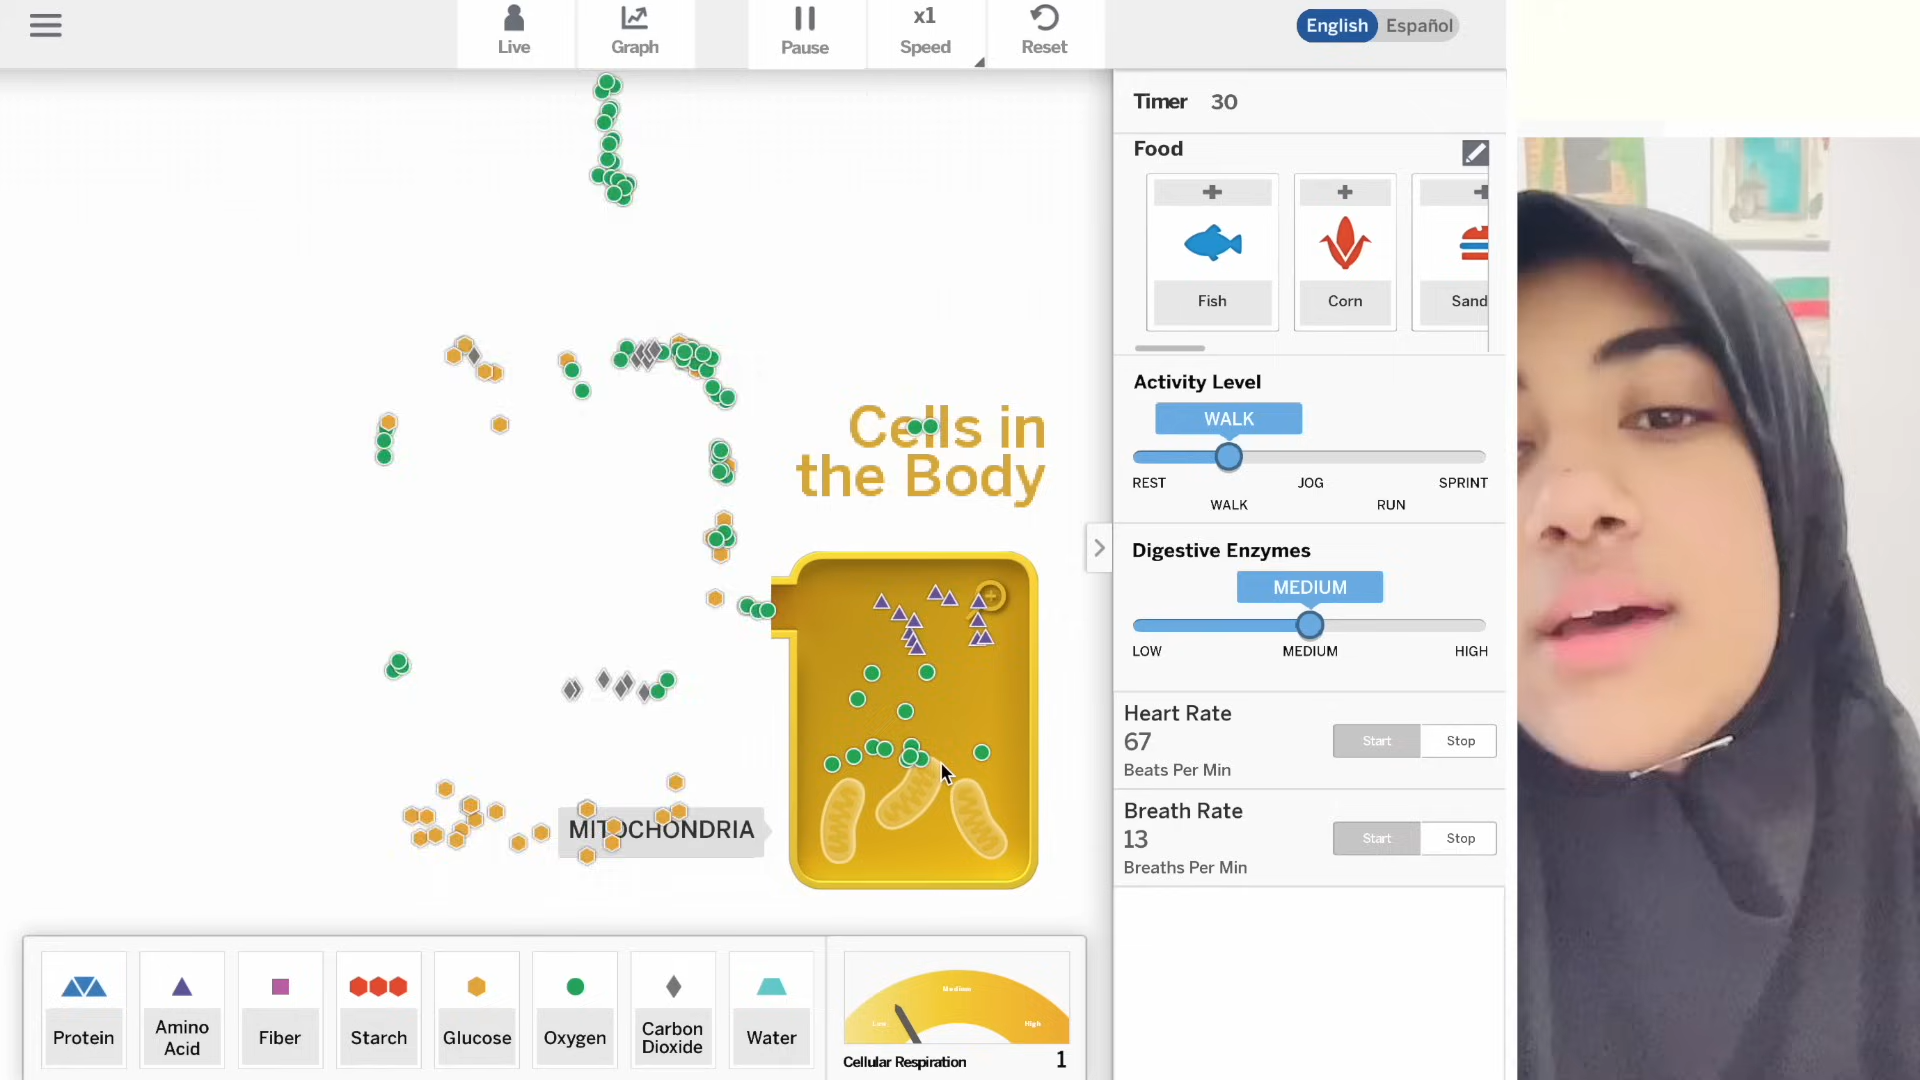 Live
Graph
Pause
x1
Speed
Reset
English
Español
Timer 30
Food
Fish
Corn
Sand
Activity Level
WALK
REST
JOG
SPRINT
WALK
RUN
Cells in
the Body
Digestive Enzymes
MEDIUM
LOW
MEDIUM
HIGH
Heart Rate
67
Beats Per Min
Start
Stop
Breath Rate
13
Breaths Per Min
Start
Stop
MITOCHONDRIA
Protein
Amino
Acid
Fiber
Starch
Glucose
Oxygen
Carbon
Dioxide
Water
Medium
Low
High
Cellular Respiration 1